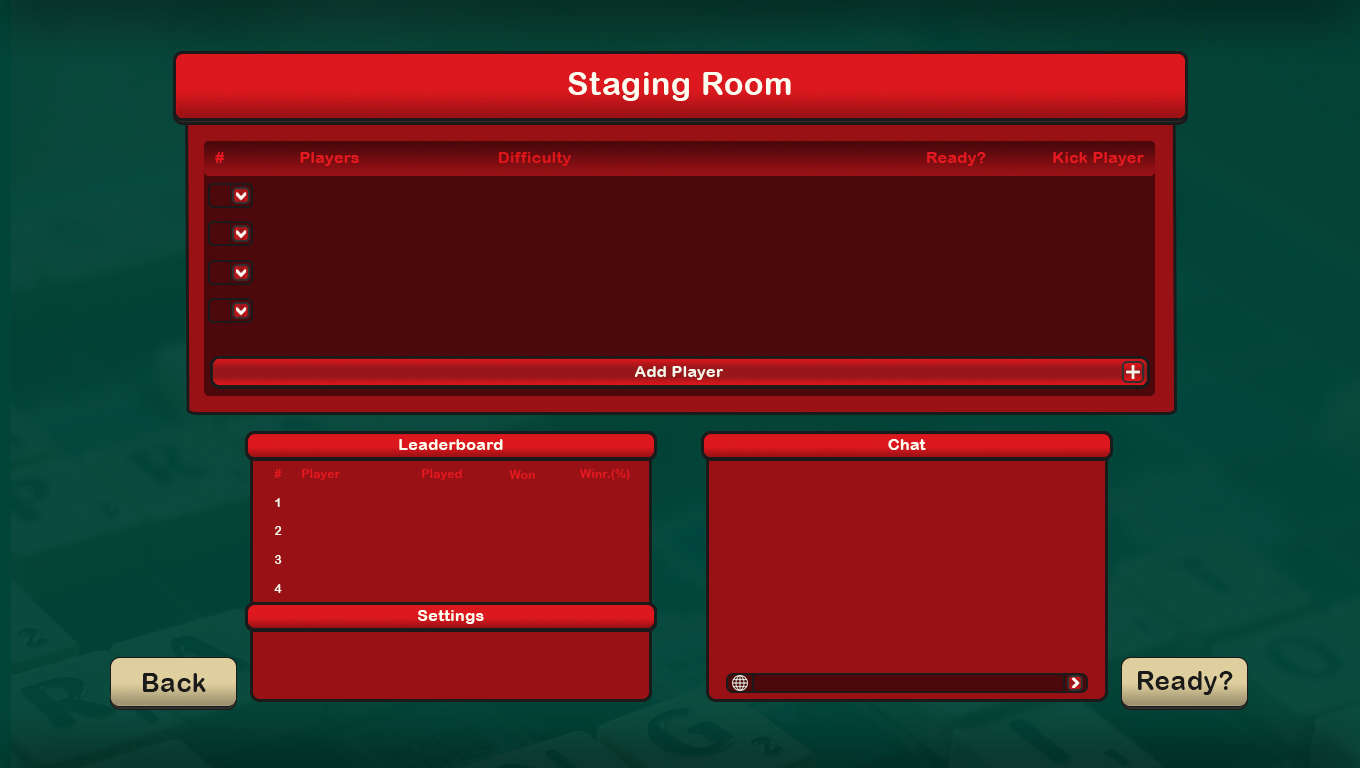 Staging Room
# Players Difficulty Ready? Kick Player
Add Player
Leaderboard
# Player Played Won Winr.(%)
1
2
3
4
Settings
Chat
Back
Ready?